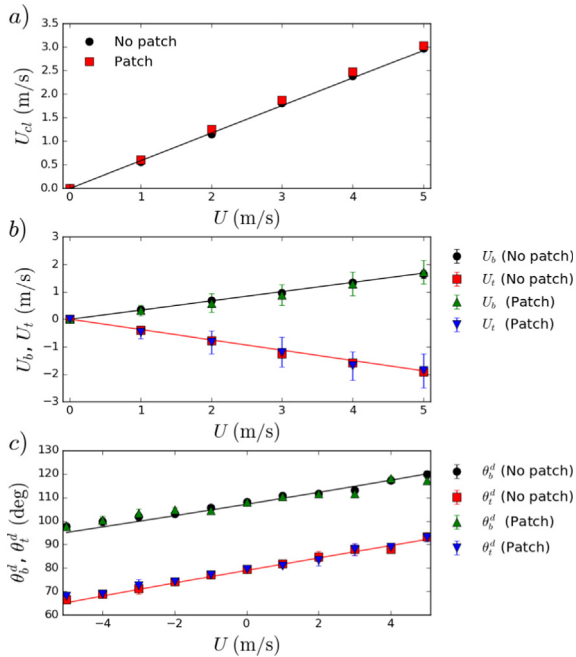 a)
No patch
Patch
3.5
3.0
2.5
2.0
1.5
1.0
0.5
0.0
U_cl (m/s)
0 1 2 3 4 5
U (m/s)
b)
3
2
1
0
−1
−2
−3
U_b, U_t (m/s)
0 1 2 3 4 5
U (m/s)
U_b (No patch)
U_t (No patch)
U_b (Patch)
U_t (Patch)
c)
130
120
110
100
90
80
70
60
θ_b^d, θ_t^d (deg)
−4 −2 0 2 4
U (m/s)
θ_b^d (No patch)
θ_t^d (No patch)
θ_b^d (Patch)
θ_t^d (Patch)